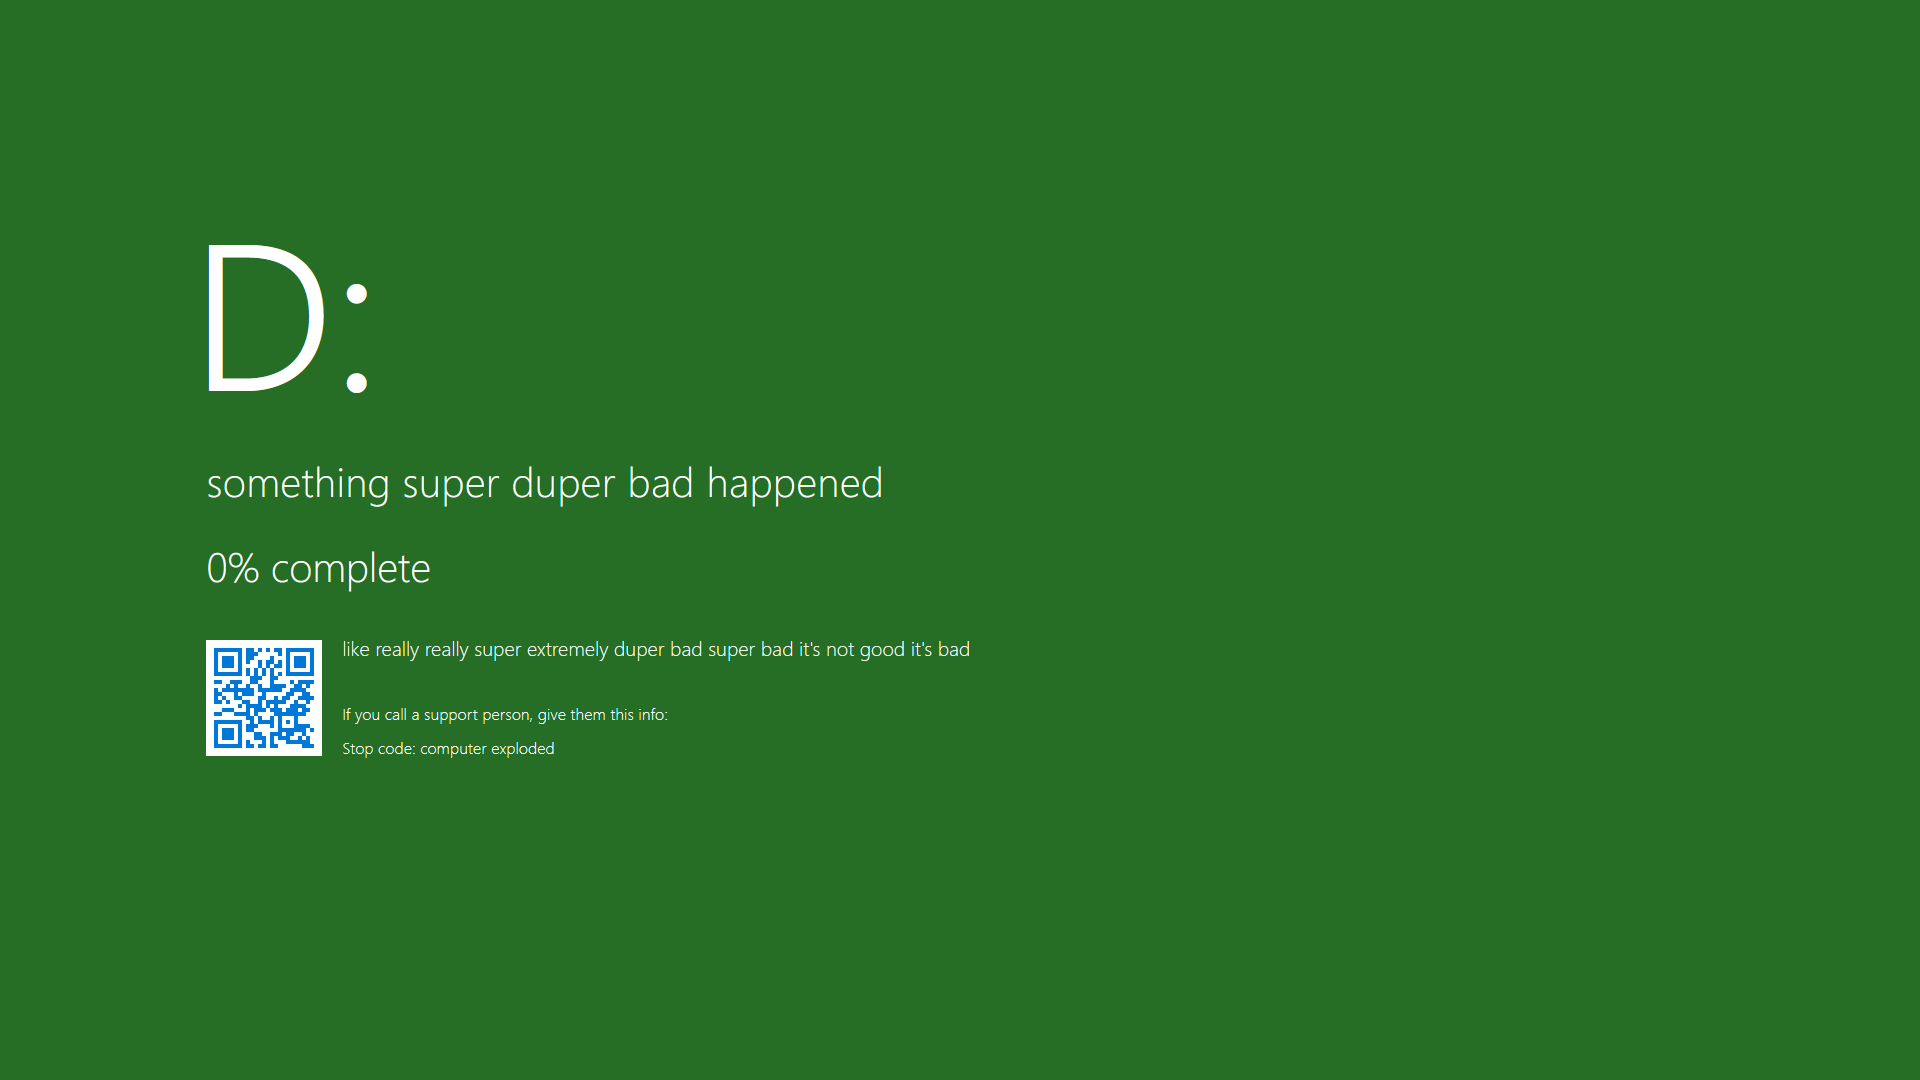 D:
something super duper bad happened
0% complete
like really really super extremely duper bad super bad it's not good it's bad
If you call a support person, give them this info:
Stop code: computer exploded